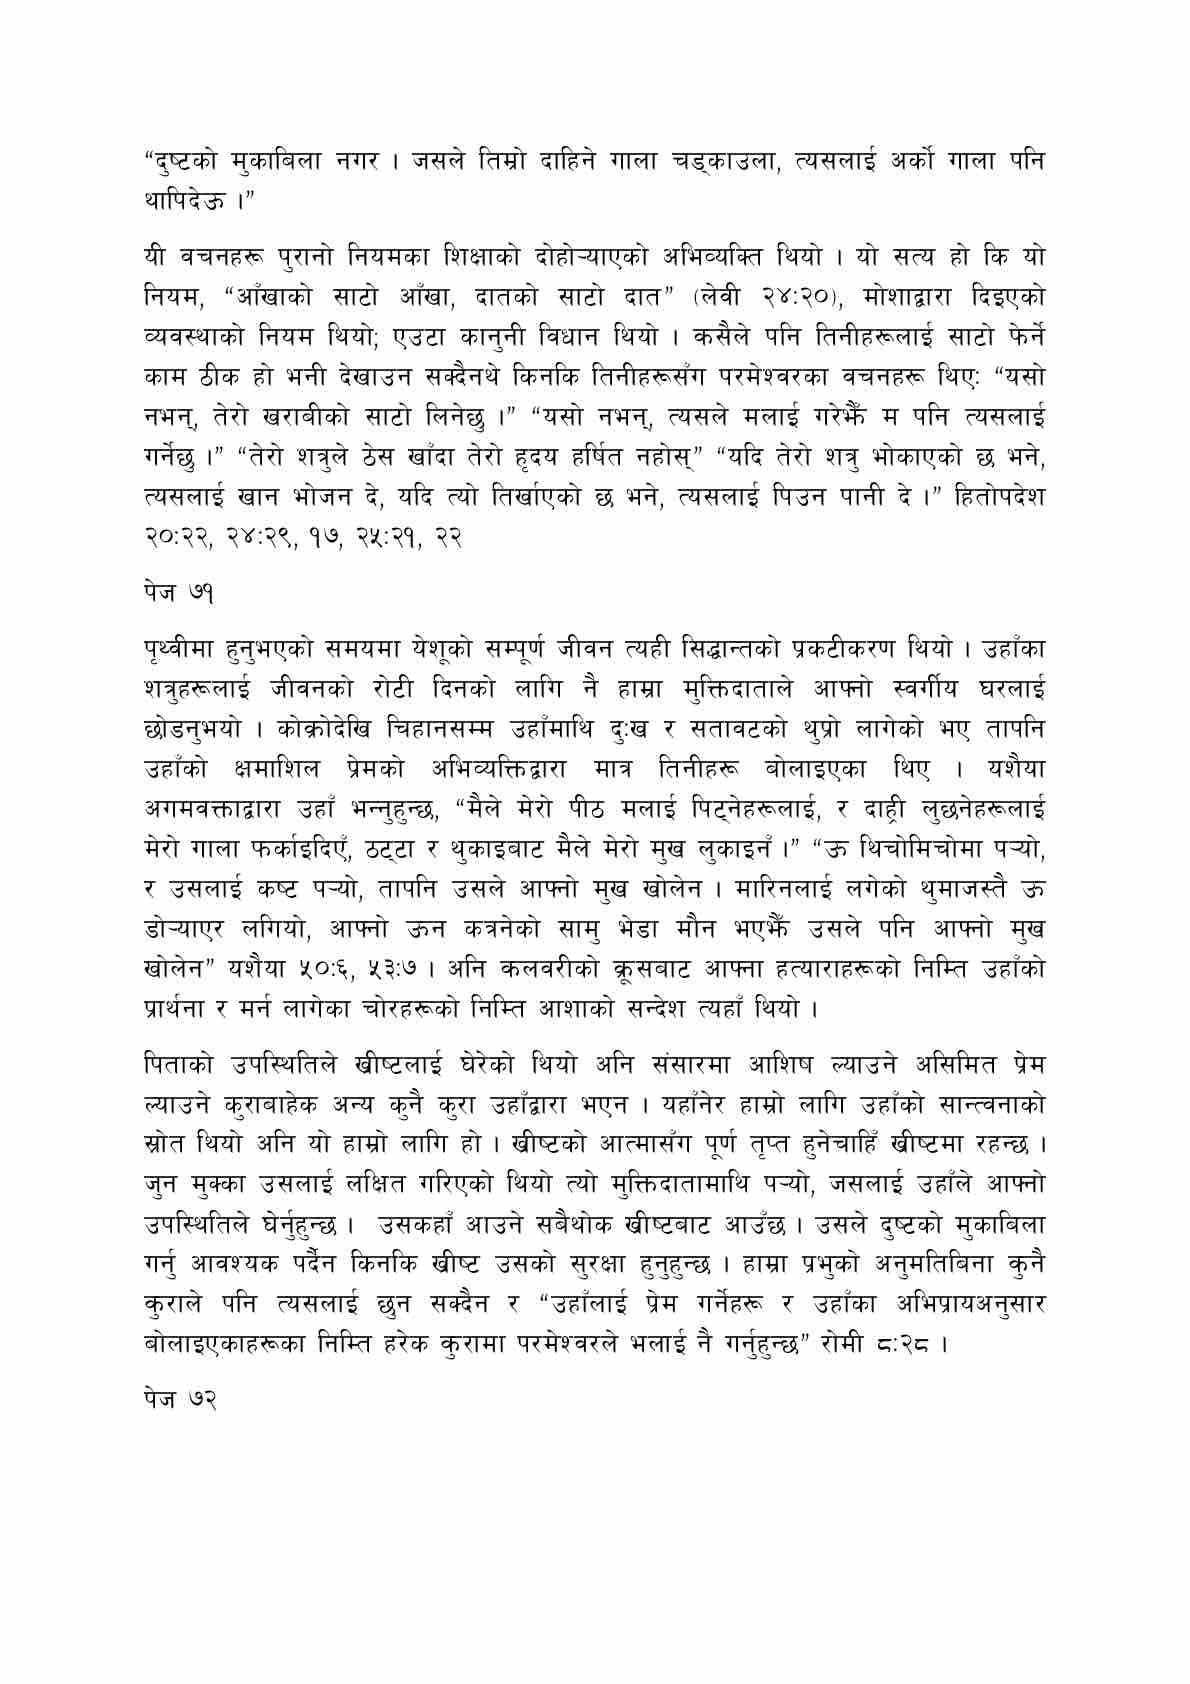 “दुष्टको मुकाबिला नगर । जसले तिम्रो दाहिने गाला चड्काउला, त्यसलाई अर्को गाला पनि
थापिदेऊ ।”
यी वचनहरू पुरानो नियमका शिक्षाको दोहोऱ्याएको अभिव्यक्ति थियो । यो सत्य हो कि यो
नियम, “आँखाको साटो आँखा, दातको साटो दात” (लेवी २४:२०), मोशाद्वारा दिइएको
व्यवस्थाको नियम थियो; एउटा कानुनी विधान थियो । कसैले पनि तिनीहरूलाई साटो फेर्ने
काम ठीक हो भनी देखाउन सक्दैनथे किनकि तिनीहरूसँग परमेश्वरका वचनहरू थिए: “यसो
नभन्, तेरो खराबीको साटो लिनेछु ।” “यसो नभन्, त्यसले मलाई गरेझैँ म पनि त्यसलाई
गर्नेछु ।” “तेरो शत्रुले ठेस खाँदा तेरो हृदय हर्षित नहोस्” “यदि तेरो शत्रु भोकाएको छ भने,
त्यसलाई खान भोजन दे, यदि त्यो तिर्खाएको छ भने, त्यसलाई पिउन पानी दे ।” हितोपदेश
२०:२२, २४:२९, १७, २५:२१, २२
पेज ७१
पृथ्वीमा हुनुभएको समयमा येशूको सम्पूर्ण जीवन त्यही सिद्धान्तको प्रकटीकरण थियो । उहाँका
शत्रुहरूलाई जीवनको रोटी दिनको लागि नै हाम्रा मुक्तिदाताले आफ्नो स्वर्गीय घरलाई
छोडनुभयो । कोक्रोदेखि चिहानसम्म उहाँमाथि दुःख र सतावटको थुप्रो लागेको भए तापनि
उहाँको क्षमाशिल प्रेमको अभिव्यक्तिद्वारा मात्र तिनीहरू बोलाइएका थिए । यशैया
अगमवक्ताद्वारा उहाँ भन्नुहुन्छ, “मैले मेरो पीठ मलाई पिट्नेहरूलाई, र दाह्री लुछनेहरूलाई
मेरो गाला फर्काइदिएँ, ठट्टा र थुकाइबाट मैले मेरो मुख लुकाइनँ ।” “ऊ थिचोमिचोमा पऱ्यो,
र उसलाई कष्ट पऱ्यो, तापनि उसले आफ्नो मुख खोलेन । मारिनलाई लगेको थुमाजस्तै ऊ
डोऱ्याएर लगियो, आफ्नो ऊन कत्रनेको सामु भेडा मौन भएझैँ उसले पनि आफ्नो मुख
खोलेन” यशैया ५०:६, ५३:७ । अनि कलवरीको क्रूसबाट आफ्ना हत्याराहरूको निम्ति उहाँको
प्रार्थना र मर्न लागेका चोरहरूको निम्ति आशाको सन्देश त्यहाँ थियो ।
पिताको उपस्थितिले ख्रीष्टलाई घेरेको थियो अनि संसारमा आशिष ल्याउने असिमित प्रेम
ल्याउने कुराबाहेक अन्य कुनै कुरा उहाँद्वारा भएन । यहाँनेर हाम्रो लागि उहाँको सान्त्वनाको
स्रोत थियो अनि यो हाम्रो लागि हो । ख्रीष्टको आत्मासँग पूर्ण तृप्त हुनेचाहिँ ख्रीष्टमा रहन्छ ।
जुन मुक्का उसलाई लक्षित गरिएको थियो त्यो मुक्तिदातामाथि पऱ्यो, जसलाई उहाँले आफ्नो
उपस्थितिले घेर्नुहुन्छ । उसकहाँ आउने सबैथोक ख्रीष्टबाट आउँछ । उसले दुष्टको मुकाबिला
गर्नु आवश्यक पर्दैन किनकि ख्रीष्ट उसको सुरक्षा हुनुहुन्छ । हाम्रा प्रभुको अनुमतिबिना कुनै
कुराले पनि त्यसलाई छुन सक्दैन र “उहाँलाई प्रेम गर्नेहरू र उहाँका अभिप्रायअनुसार
बोलाइएकाहरूका निम्ति हरेक कुरामा परमेश्वरले भलाई नै गर्नुहुन्छ” रोमी ८:२८ ।
पेज ७२